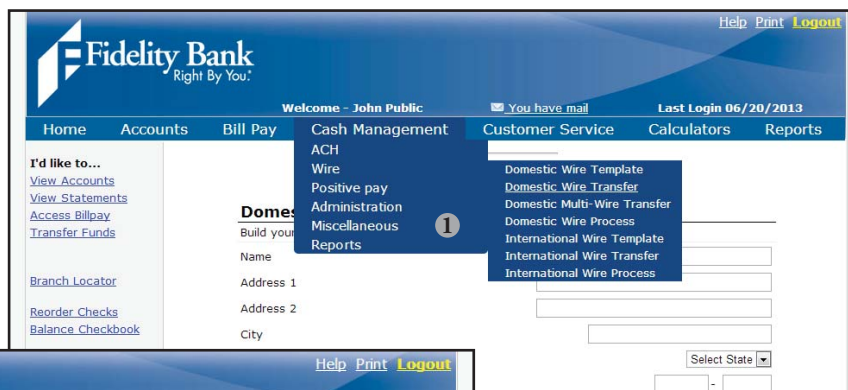 Help Print Logout
Fidelity Bank
Right By You.
Welcome - John Public You have mail Last Login 06/20/2013
Home Accounts Bill Pay Cash Management Customer Service Calculators Reports
I'd like to...
View Accounts
View Statements
Access Billpay
Transfer Funds
Branch Locator
Reorder Checks
Balance Checkbook
ACH
Wire
Positive pay
Administration
Miscellaneous
Reports
1
Domestic Wire Template
Domestic Wire Transfer
Domestic Multi-Wire Transfer
Domestic Wire Process
International Wire Template
International Wire Transfer
International Wire Process
Domes
Build your
Name
Address 1
Address 2
City
Select State
-
Help Print Logout